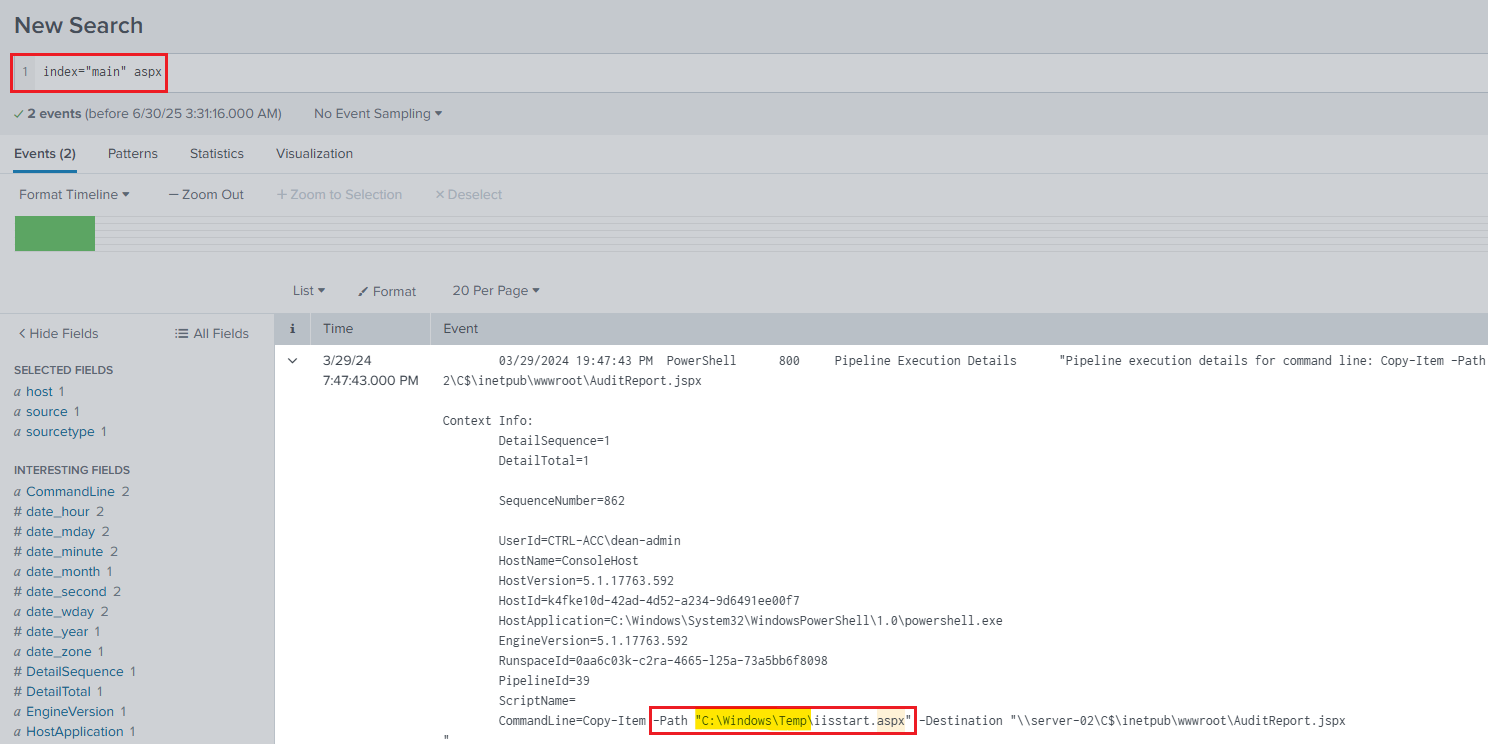 New Search
1 index="main" aspx
✓ 2 events (before 6/30/25 3:31:16.000 AM) No Event Sampling ▾
Events (2) Patterns Statistics Visualization
Format Timeline ▾ — Zoom Out + Zoom to Selection × Deselect
List ▾ Format 20 Per Page ▾
< Hide Fields All Fields
i Time Event
SELECTED FIELDS
a host 1
a source 1
a sourcetype 1
INTERESTING FIELDS
a CommandLine 2
# date_hour 2
# date_mday 2
# date_minute 2
a date_month 1
# date_second 2
a date_wday 2
# date_year 1
a date_zone 1
# DetailSequence 1
# DetailTotal 1
a EngineVersion 1
a HostApplication 1
3/29/24
7:47:43.000 PM
03/29/2024 19:47:43 PM PowerShell 800 Pipeline Execution Details "Pipeline execution details for command line: Copy-Item -Path
2\C$\inetpub\wwwroot\AuditReport.jspx
Context Info:
DetailSequence=1
DetailTotal=1
SequenceNumber=862
UserId=CTRL-ACC\dean-admin
HostName=ConsoleHost
HostVersion=5.1.17763.592
HostId=k4fke10d-42ad-4d52-a234-9d6491ee00f7
HostApplication=C:\Windows\System32\WindowsPowerShell\1.0\powershell.exe
EngineVersion=5.1.17763.592
RunspaceId=0aa6c03k-c2ra-4665-l25a-73a5bb6f8098
PipelineId=39
ScriptName=
CommandLine=Copy-Item -Path "C:\Windows\Temp\iisstart.aspx" -Destination "\\server-02\C$\inetpub\wwwroot\AuditReport.jspx
"